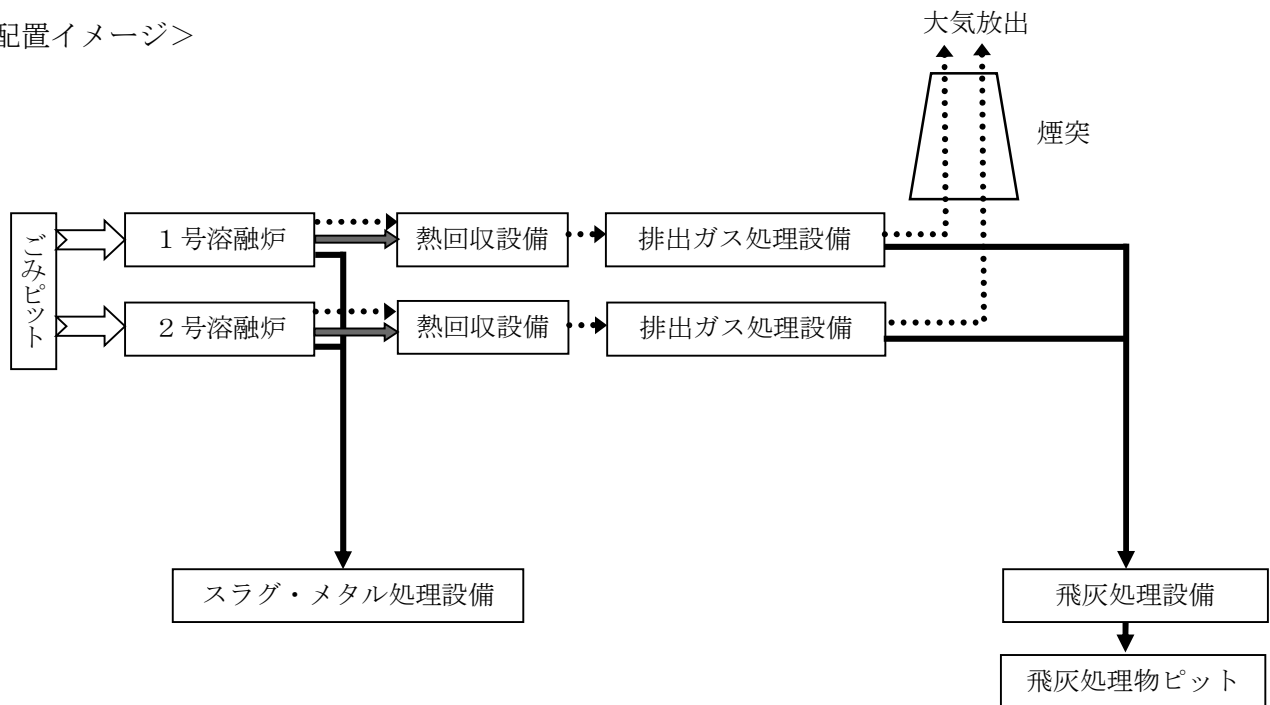 配置イメージ＞
大気放出
煙突
ごみピット
１号溶融炉
熱回収設備
排出ガス処理設備
２号溶融炉
熱回収設備
排出ガス処理設備
スラグ・メタル処理設備
飛灰処理設備
飛灰処理物ピット